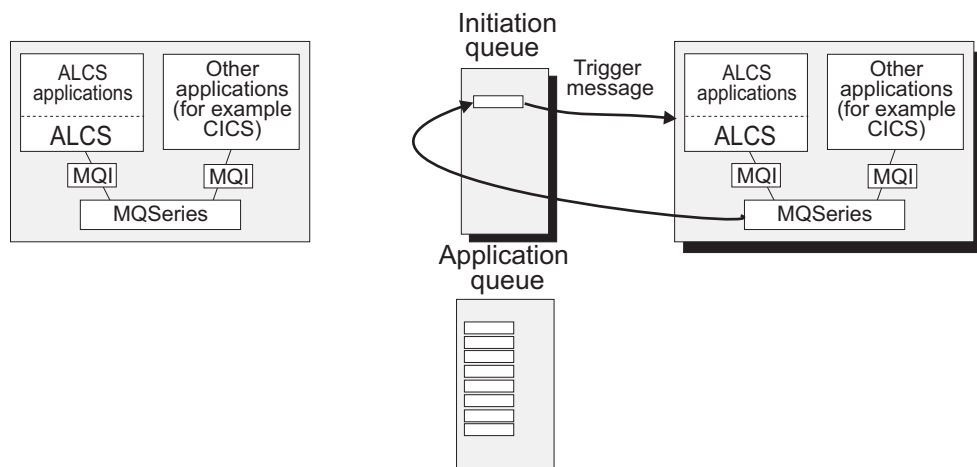 ALCS
applications
ALCS
Other
applications
(for example
CICS)
MQI
MQI
MQSeries
Initiation
queue
Trigger
message
ALCS
applications
ALCS
Other
applications
(for example
CICS)
MQI
MQI
MQSeries
Application
queue